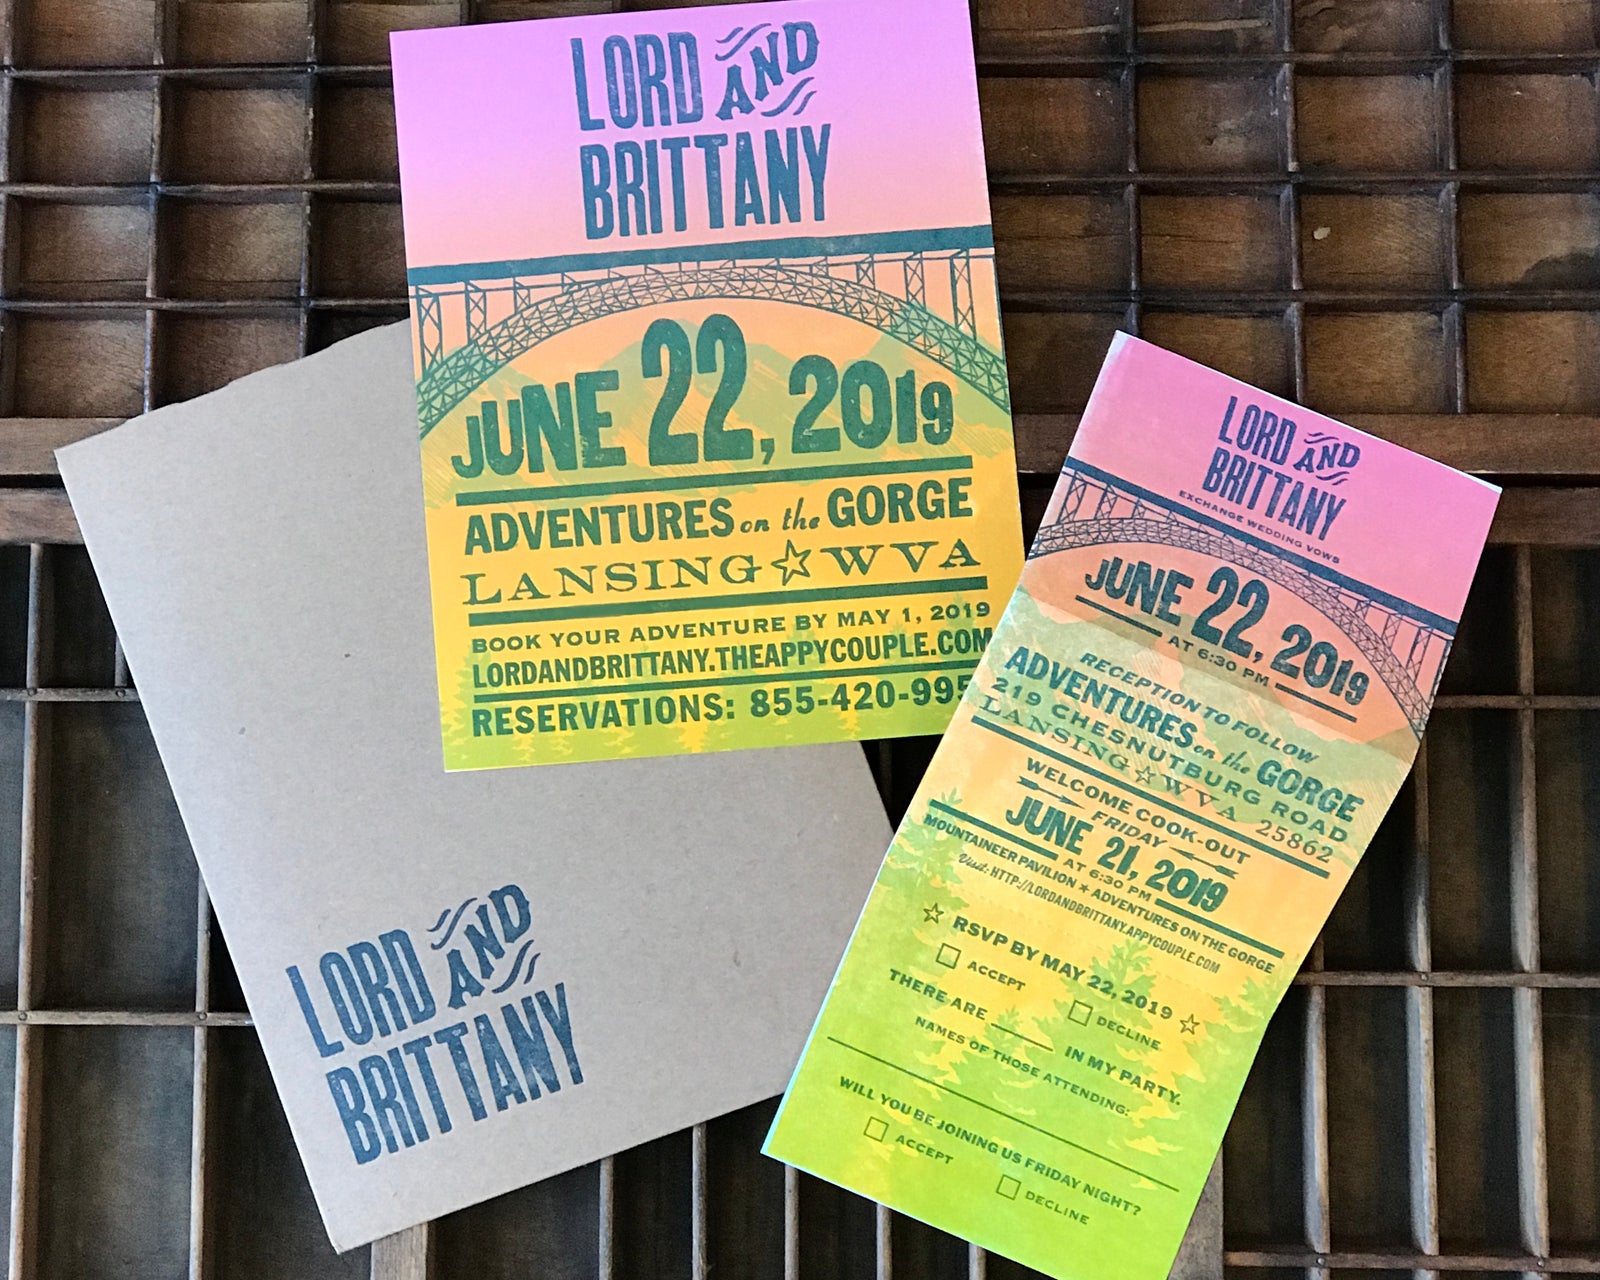 LORD AND
BRITTANY
JUNE 22, 2019
ADVENTURES on the GORGE
LANSING ☆ WVA
BOOK YOUR ADVENTURE BY MAY 1, 2019
LORDANDBRITTANY.THEAPPYCOUPLE.COM
RESERVATIONS: 855-420-995
LORD AND
BRITTANY
LORD AND
BRITTANY
EXCHANGE WEDDING VOWS
JUNE 22, 2019
AT 6:30 PM
RECEPTION TO FOLLOW
ADVENTURES on the GORGE
219 CHESNUTBURG ROAD
LANSING ☆ WVA 25862
WELCOME COOK-OUT
FRIDAY
JUNE 21, 2019
AT 6:30 PM
MOUNTAINEER PAVILION ★ ADVENTURES ON THE GORGE
Visit: HTTP://LORDANDBRITTANY.APPYCOUPLE.COM
☆ RSVP BY MAY 22, 2019 ☆
ACCEPT DECLINE
THERE ARE ____ IN MY PARTY.
NAMES OF THOSE ATTENDING:
WILL YOU BE JOINING US FRIDAY NIGHT?
ACCEPT DECLINE